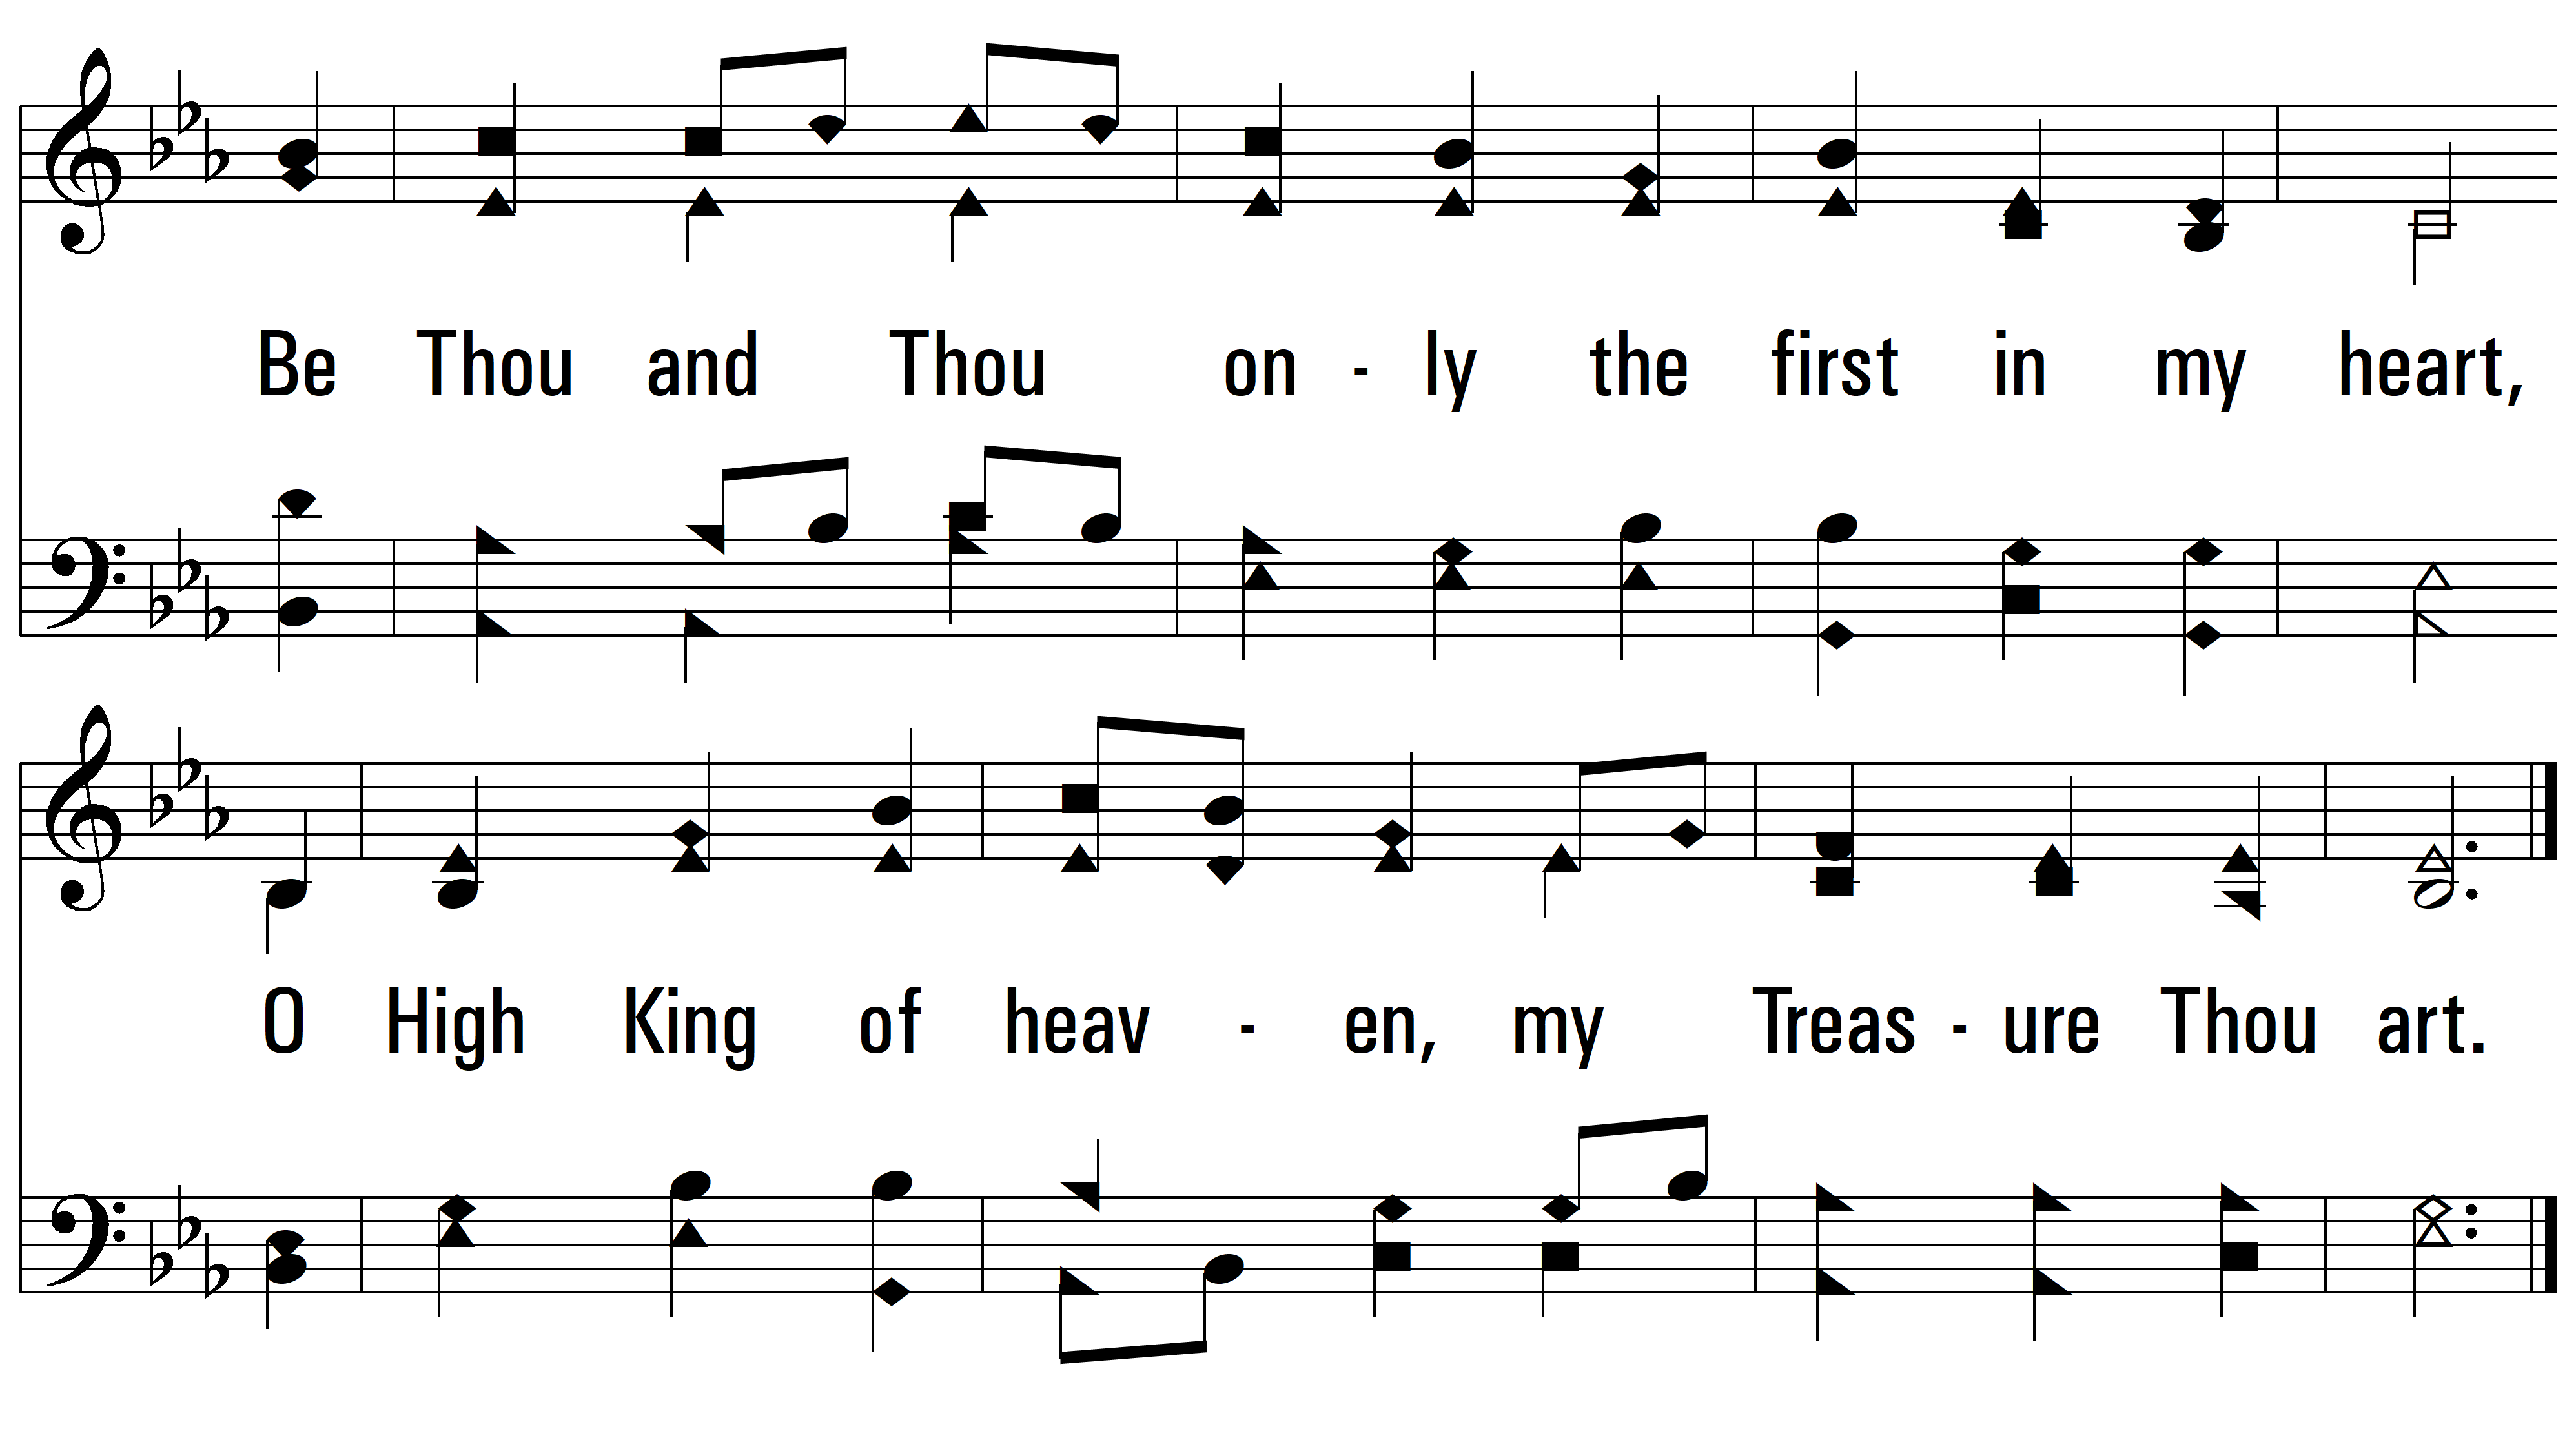 Be Thou and Thou on - ly the first in my heart,
O High King of heav - en, my Treas - ure Thou art.